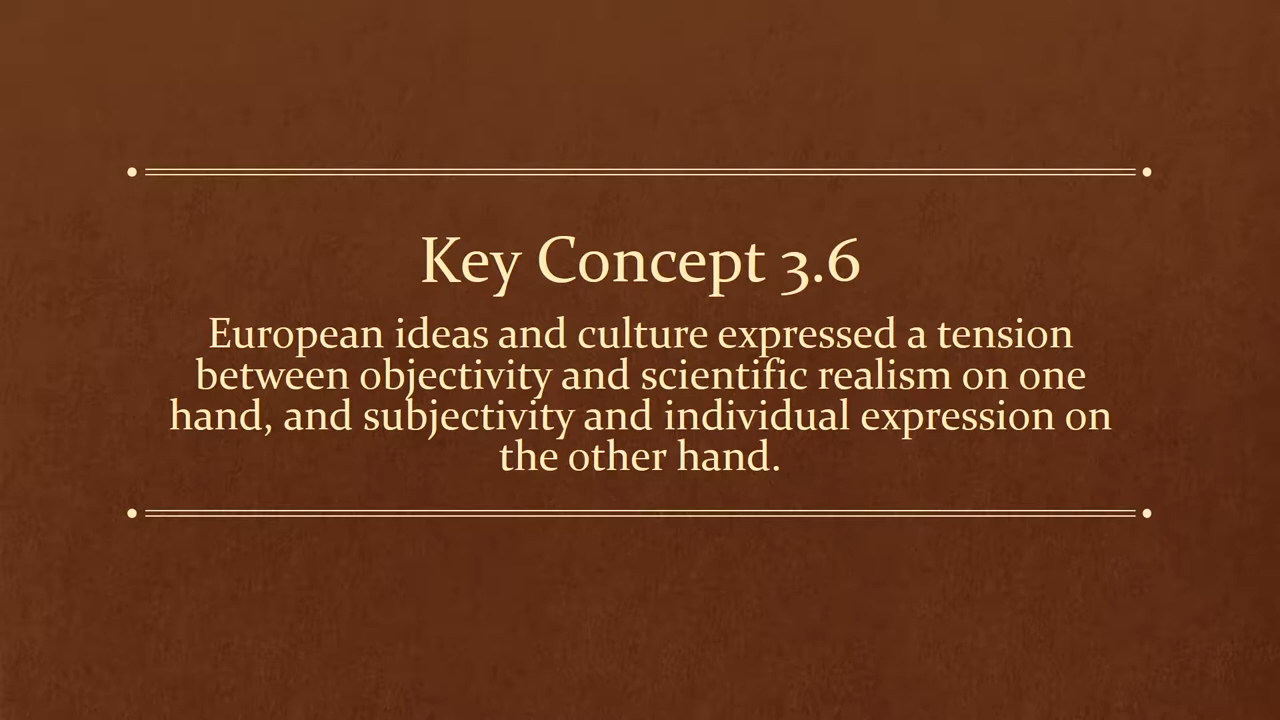 Key Concept 3.6
European ideas and culture expressed a tension
between objectivity and scientific realism on one
hand, and subjectivity and individual expression on
the other hand.